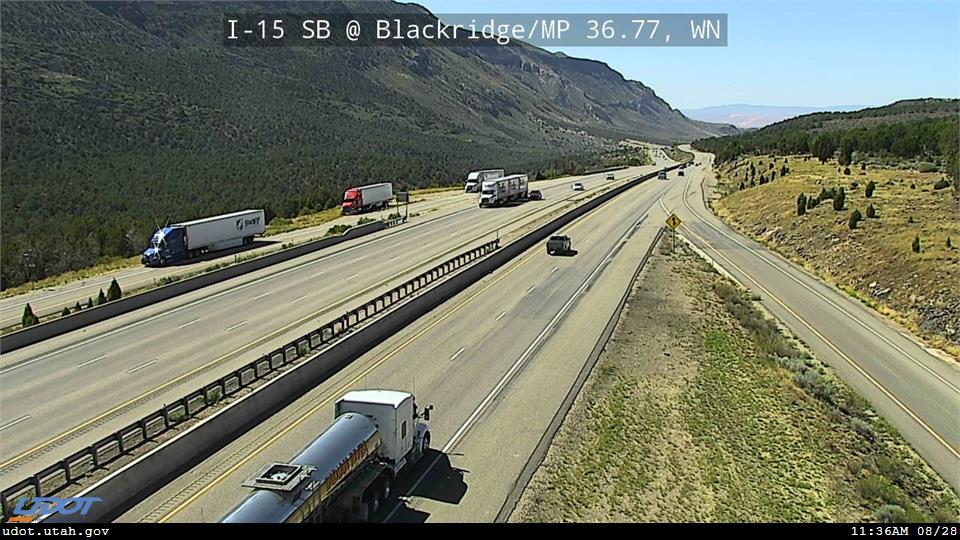 I-15 SB @ Blackridge/MP 36.77, WN
SWIFT
UDOT
udot.utah.gov
11:36AM 08/28